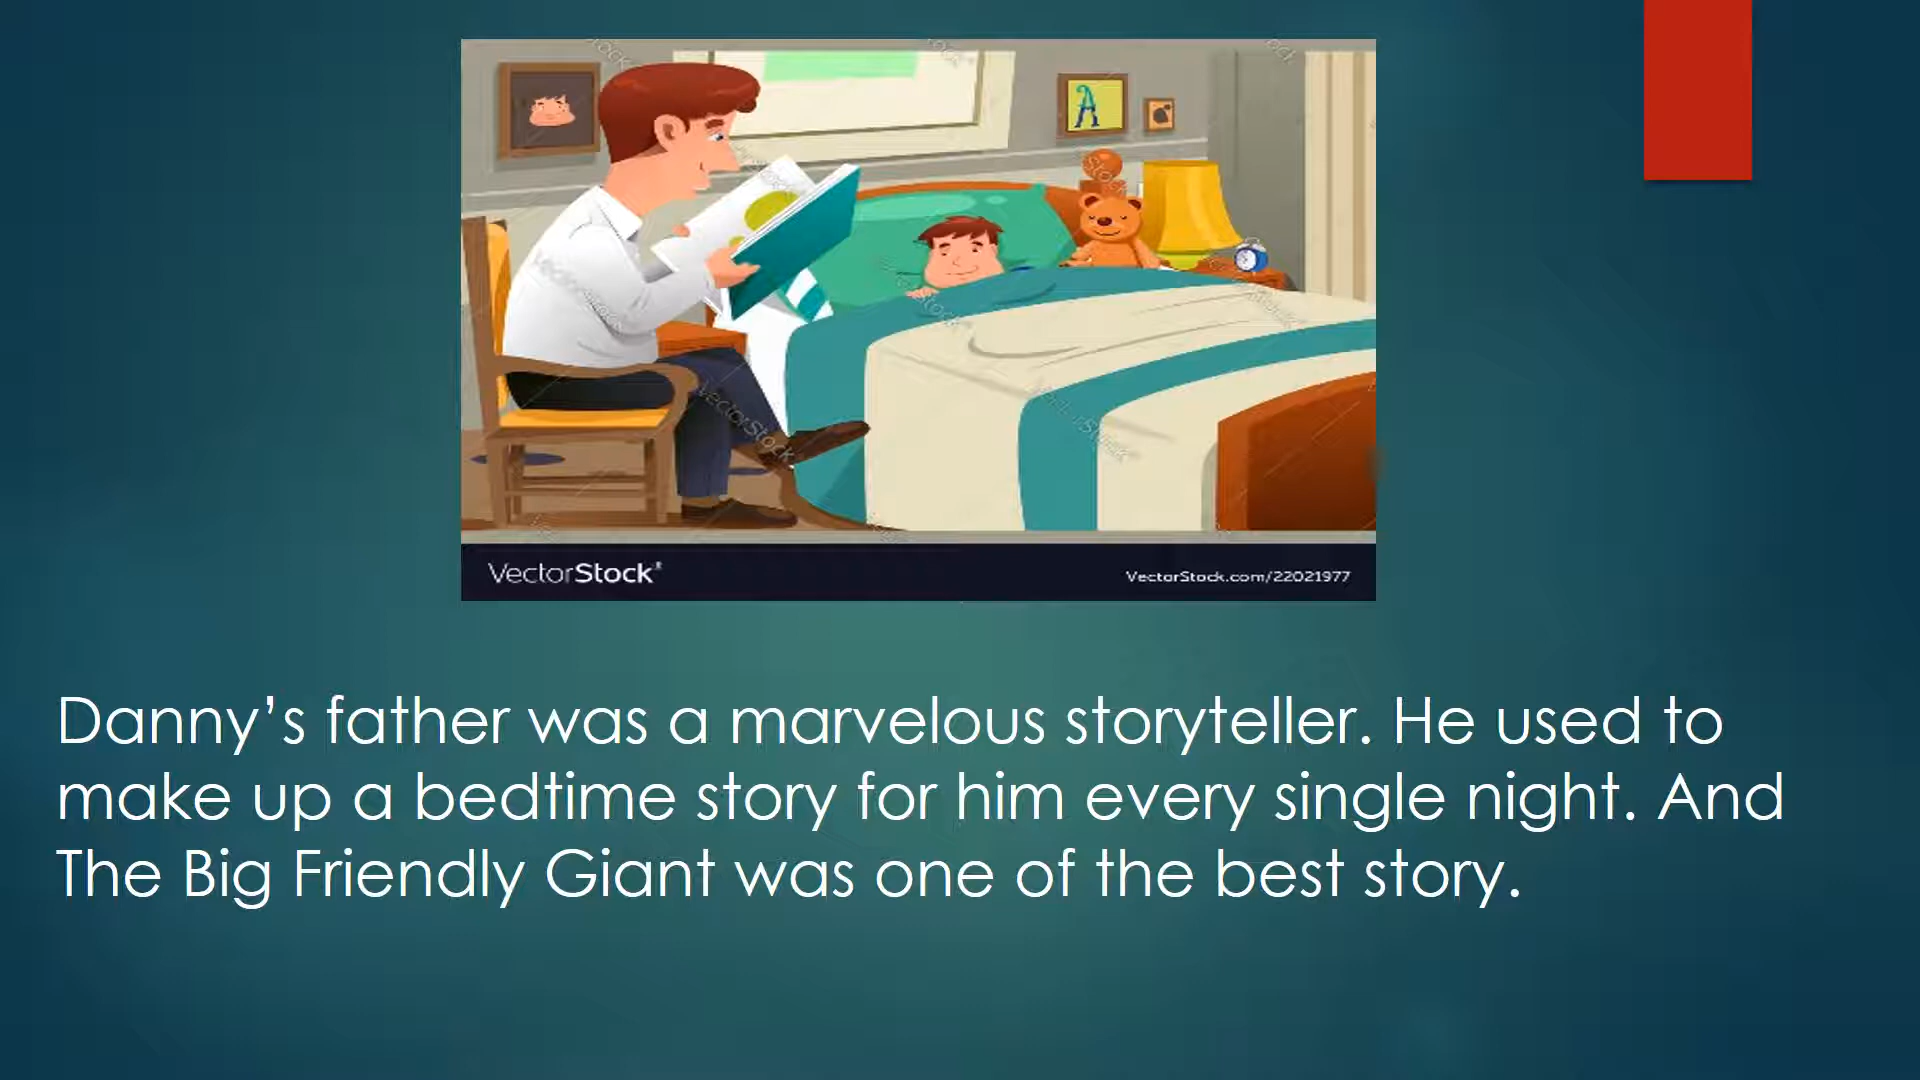 A
VectorStock®
VectorStock.com/22021977
Danny’s father was a marvelous storyteller. He used to
make up a bedtime story for him every single night. And
The Big Friendly Giant was one of the best story.